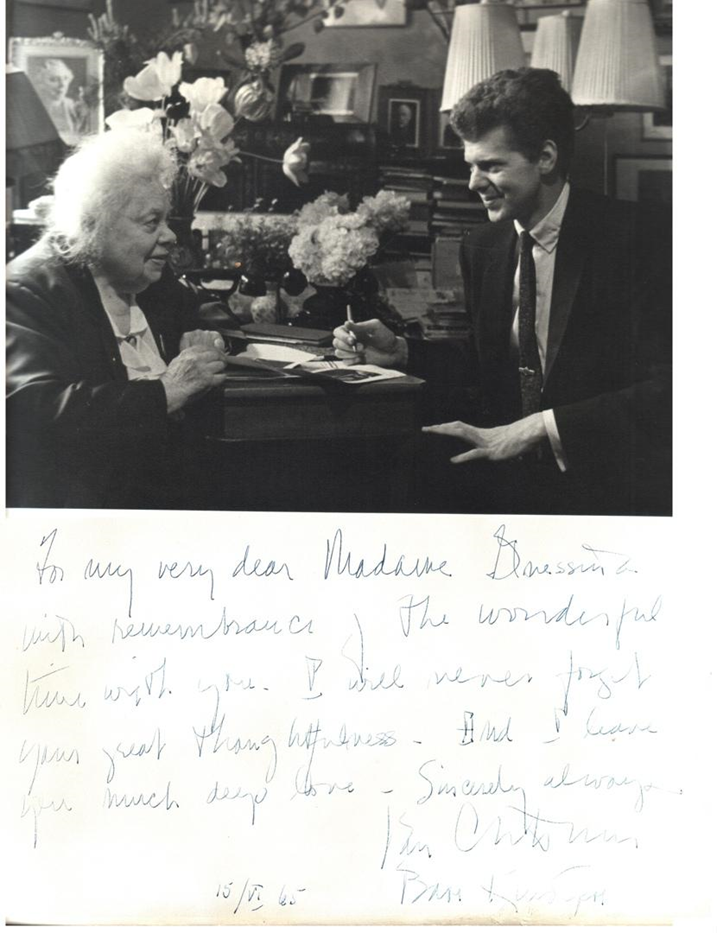 For my very dear Madame Gnessina
with remembrance of the wonderful
time with you. I will never forget
your great thoughtfulness - And I leave
you much deep love - Sincerely always
Van Cliburn
Ван Клиберн
15/VI 65